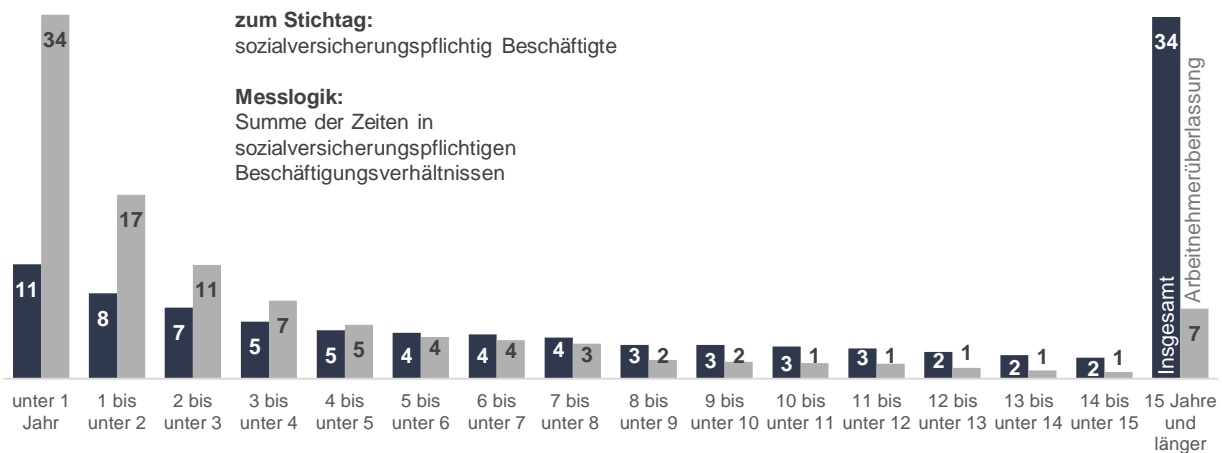 zum Stichtag:
sozialversicherungspflichtig Beschäftigte
Messlogik:
Summe der Zeiten in
sozialversicherungspflichtigen
Beschäftigungsverhältnissen
34
17
11
7
5
4
4
3
2
2
1
1
1
1
1
7
11
8
7
5
5
4
4
4
3
3
3
3
2
2
2
34
Insgesamt
Arbeitnehmerüberlassung
unter 1 1 bis 2 bis 3 bis 4 bis 5 bis 6 bis 7 bis 8 bis 9 bis 10 bis 11 bis 12 bis 13 bis 14 bis 15 Jahre
Jahr unter 2 unter 3 unter 4 unter 5 unter 6 unter 7 unter 8 unter 9 unter 10 unter 11 unter 12 unter 13 unter 14 unter 15 und
länger